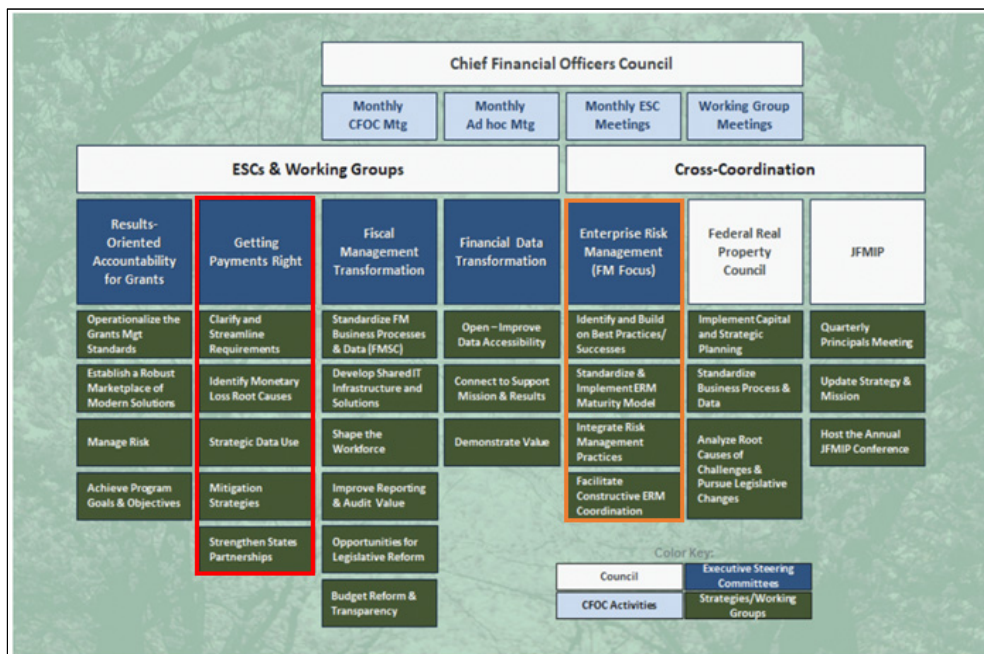 Chief Financial Officers Council
Monthly
CFOC Mtg
Monthly
Ad hoc Mtg
Monthly ESC
Meetings
Working Group
Meetings
ESCs & Working Groups
Cross-Coordination
Results-
Oriented
Accountability
for Grants
Getting
Payments Right
Fiscal
Management
Transformation
Financial Data
Transformation
Enterprise Risk
Management
(FM Focus)
Federal Real
Property
Council
JFMIP
Operationalize the
Grants Mgt
Standards
Establish a Robust
Marketplace of
Modern Solutions
Manage Risk
Achieve Program
Goals & Objectives
Clarify and
Streamline
Requirements
Identify Monetary
Loss Root Causes
Strategic Data Use
Mitigation
Strategies
Strengthen States
Partnerships
Standardize FM
Business Processes
& Data (FMSC)
Develop Shared IT
Infrastructure and
Solutions
Shape the
Workforce
Improve Reporting
& Audit Value
Opportunities for
Legislative Reform
Budget Reform &
Transparency
Open – Improve
Data Accessibility
Connect to Support
Mission & Results
Demonstrate Value
Identify and Build
on Best Practices/
Successes
Standardize &
Implement ERM
Maturity Model
Integrate Risk
Management
Practices
Facilitate
Constructive ERM
Coordination
Implement Capital
and Strategic
Planning
Standardize
Business Process &
Data
Analyze Root
Causes of
Challenges &
Pursue Legislative
Changes
Quarterly
Principals Meeting
Update Strategy &
Mission
Host the Annual
JFMIP Conference
Color Key:
Council
Executive Steering
Committees
CFOC Activities
Strategies/Working
Groups